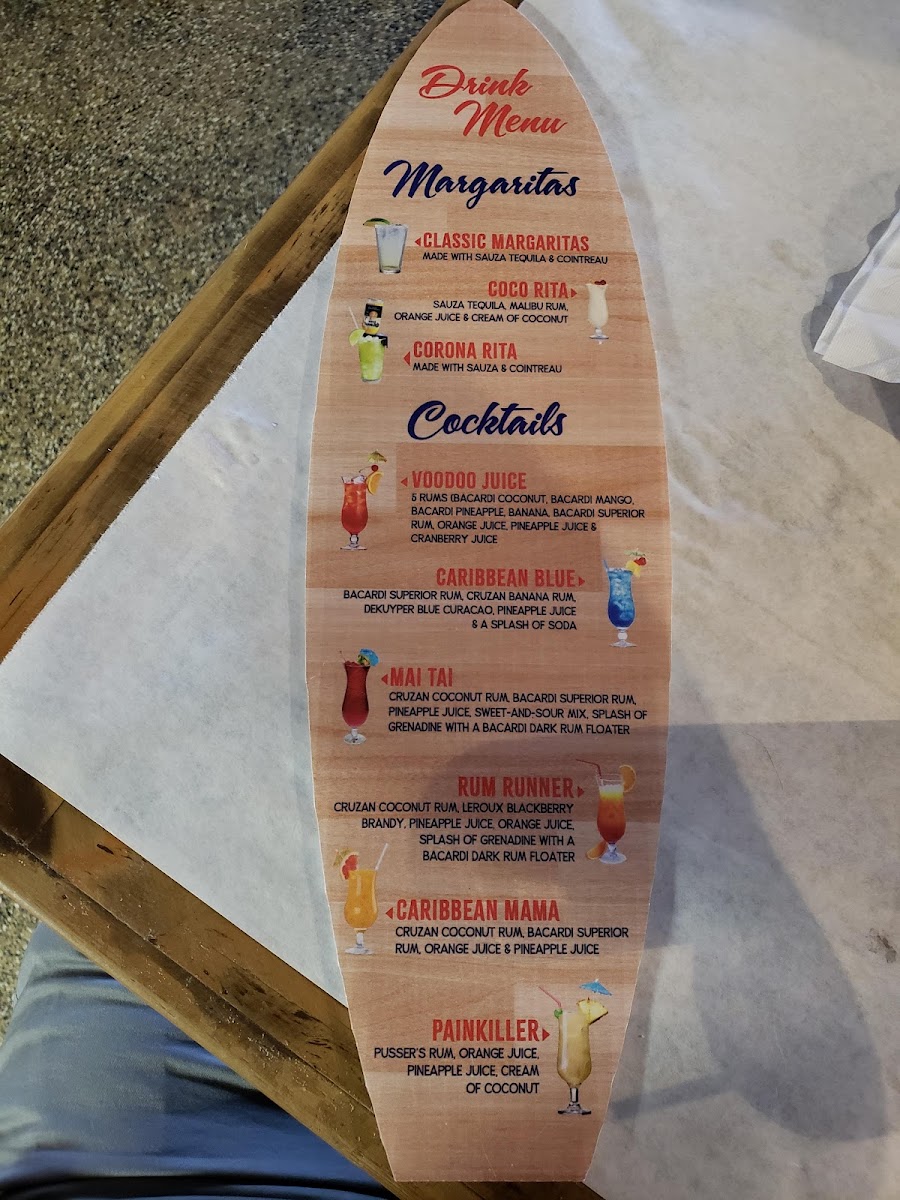 Drink
Menu
Margaritas
CLASSIC MARGARITAS
MADE WITH SAUZA TEQUILA & COINTREAU
COCO RITA
SAUZA TEQUILA, MALIBU RUM,
ORANGE JUICE & CREAM OF COCONUT
CORONA RITA
MADE WITH SAUZA & COINTREAU
Cocktails
VOODOO JUICE
5 RUMS (BACARDI COCONUT, BACARDI MANGO,
BACARDI PINEAPPLE, BANANA, BACARDI SUPERIOR
RUM, ORANGE JUICE, PINEAPPLE JUICE &
CRANBERRY JUICE
CARIBBEAN BLUE
BACARDI SUPERIOR RUM, CRUZAN BANANA RUM,
DEKUYPER BLUE CURACAO, PINEAPPLE JUICE
& A SPLASH OF SODA
MAI TAI
CRUZAN COCONUT RUM, BACARDI SUPERIOR RUM,
PINEAPPLE JUICE, SWEET-AND-SOUR MIX, SPLASH OF
GRENADINE WITH A BACARDI DARK RUM FLOATER
RUM RUNNER
CRUZAN COCONUT RUM, LEROUX BLACKBERRY
BRANDY, PINEAPPLE JUICE, ORANGE JUICE,
SPLASH OF GRENADINE WITH A
BACARDI DARK RUM FLOATER
CARIBBEAN MAMA
CRUZAN COCONUT RUM, BACARDI SUPERIOR
RUM, ORANGE JUICE & PINEAPPLE JUICE
PAINKILLER
PUSSER'S RUM, ORANGE JUICE,
PINEAPPLE JUICE, CREAM
OF COCONUT